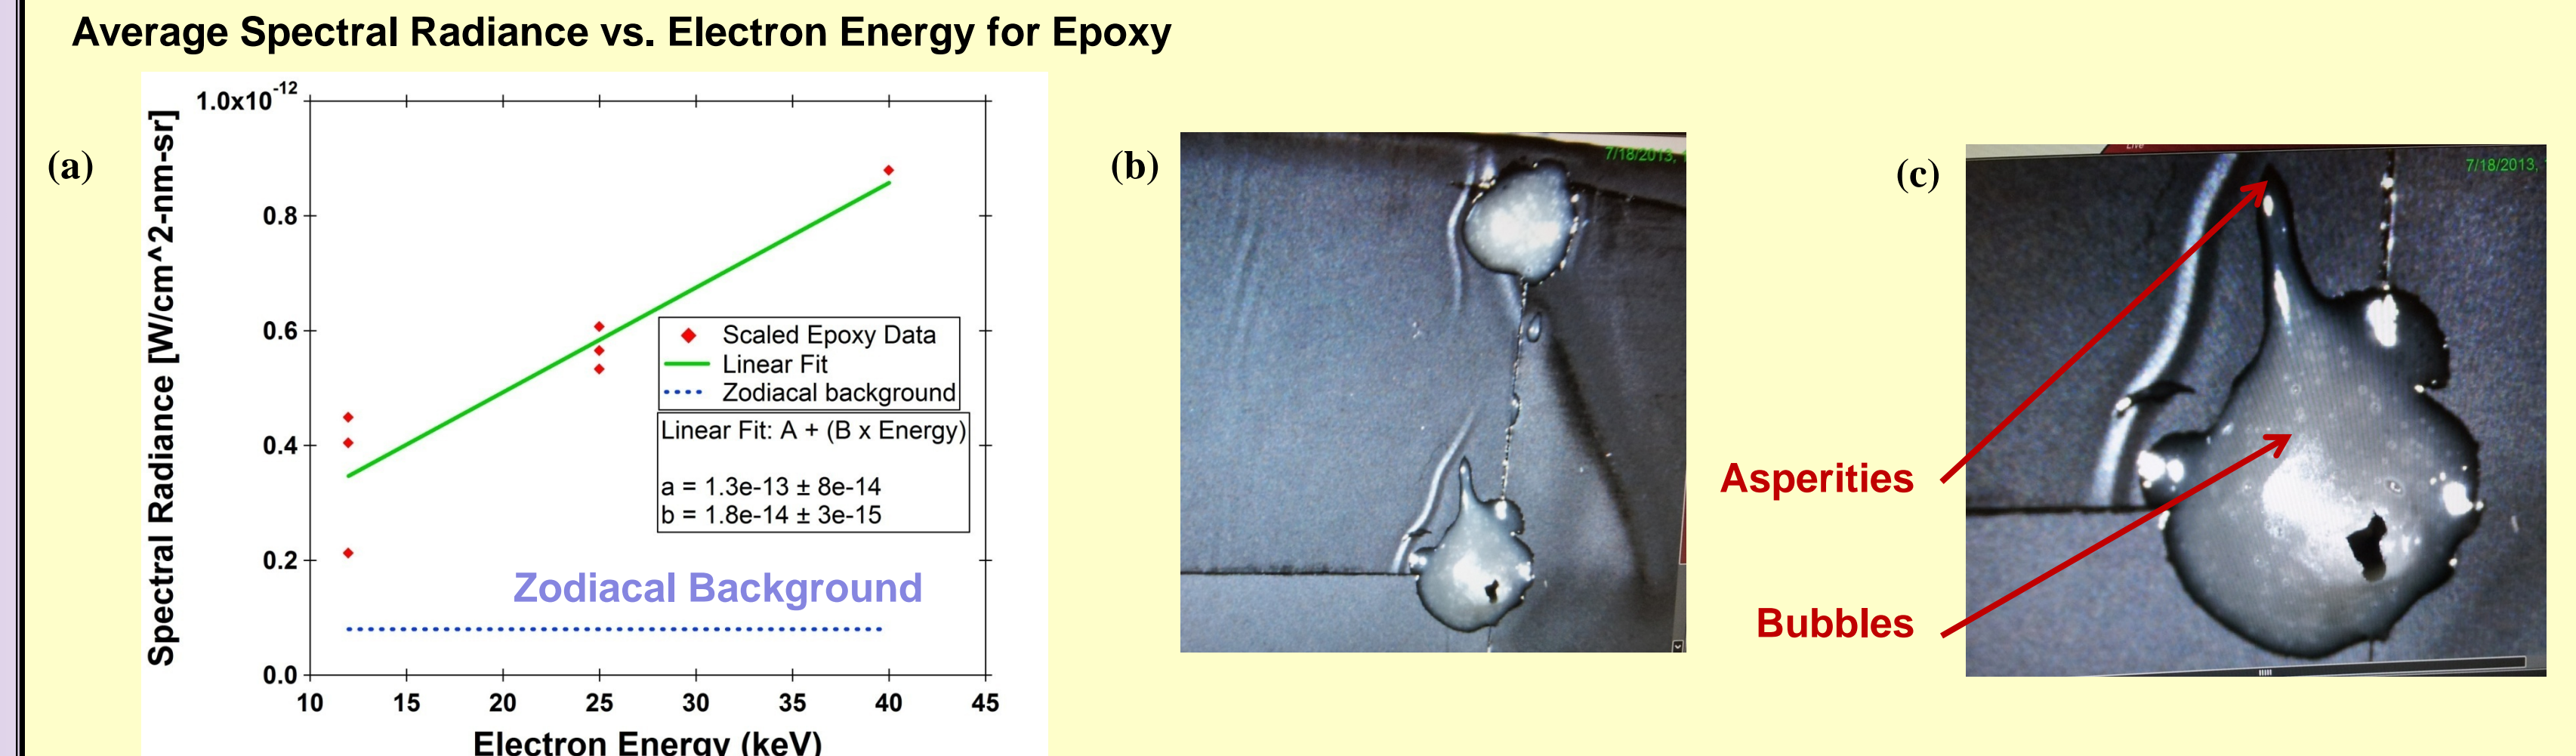 Average Spectral Radiance vs. Electron Energy for Epoxy
(a)
Spectral Radiance [W/cm^2-nm-sr]
1.0x10-12
0.8
0.6
0.4
0.2
0.0
10 15 20 25 30 35 40 45
Electron Energy (keV)
Scaled Epoxy Data
Linear Fit
Zodiacal background
Linear Fit: A + (B x Energy)
a = 1.3e-13 ± 8e-14
b = 1.8e-14 ± 3e-15
Zodiacal Background
(b)
7/18/2013, 1
(c)
Live
7/18/2013,
Asperities
Bubbles